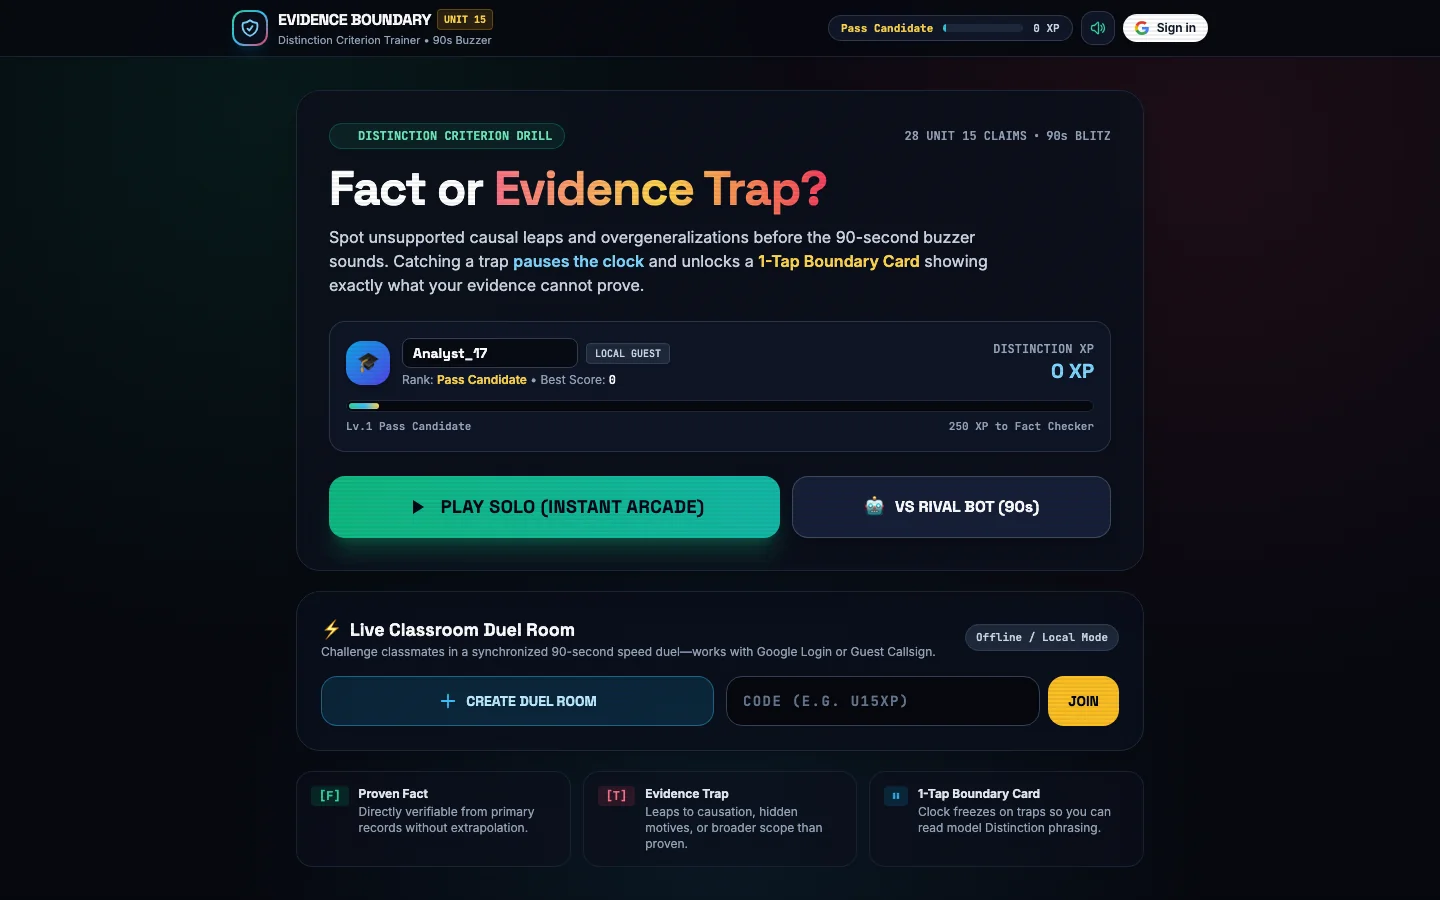 EVIDENCE BOUNDARY UNIT 15
Distinction Criterion Trainer • 90s Buzzer
Pass Candidate 0 XP
Sign in
DISTINCTION CRITERION DRILL
28 UNIT 15 CLAIMS • 90s BLITZ
Fact or Evidence Trap?
Spot unsupported causal leaps and overgeneralizations before the 90-second buzzer
sounds. Catching a trap pauses the clock and unlocks a 1-Tap Boundary Card showing
exactly what your evidence cannot prove.
Analyst_17 LOCAL GUEST
Rank: Pass Candidate • Best Score: 0
DISTINCTION XP
0 XP
Lv.1 Pass Candidate
250 XP to Fact Checker
PLAY SOLO (INSTANT ARCADE)
VS RIVAL BOT (90s)
Live Classroom Duel Room
Challenge classmates in a synchronized 90-second speed duel—works with Google Login or Guest Callsign.
Offline / Local Mode
CREATE DUEL ROOM
CODE (E.G. U15XP)
JOIN
[F] Proven Fact
Directly verifiable from primary
records without extrapolation.
[T] Evidence Trap
Leaps to causation, hidden
motives, or broader scope than
proven.
1-Tap Boundary Card
Clock freezes on traps so you can
read model Distinction phrasing.